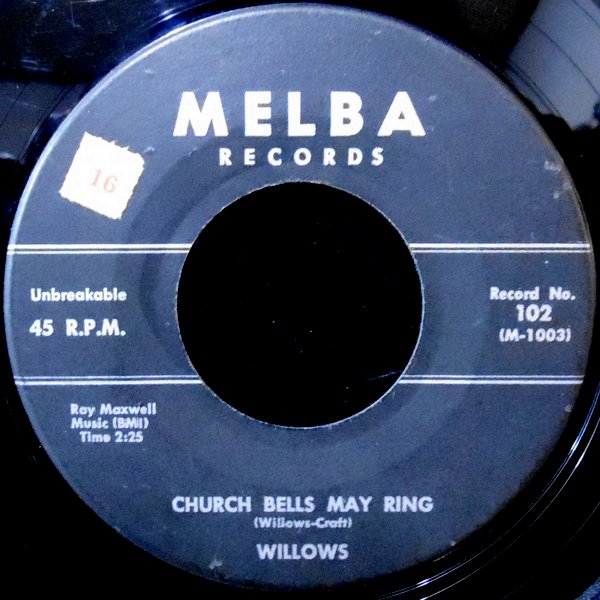 MELBA
RECORDS
16
Unbreakable
45 R.P.M.
Record No.
102
(M-1003)
Ray Maxwell
Music (BMI)
Time 2:25
CHURCH BELLS MAY RING
(Willows-Craft)
WILLOWS